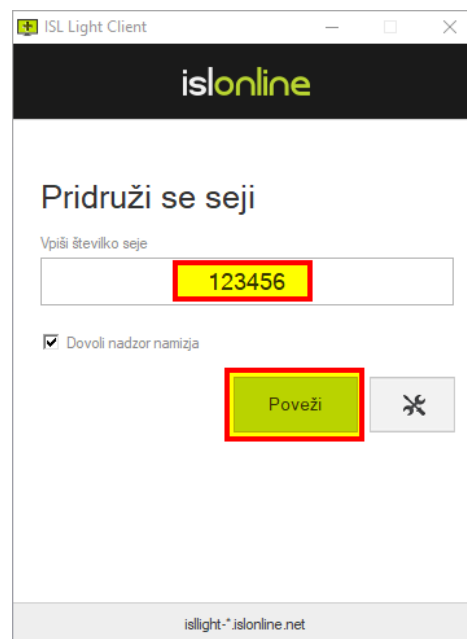 ISL Light Client
islonline
Pridruži se seji
Vpiši številko seje
123456
Dovoli nadzor namizja
Poveži
isllight-*.islonline.net